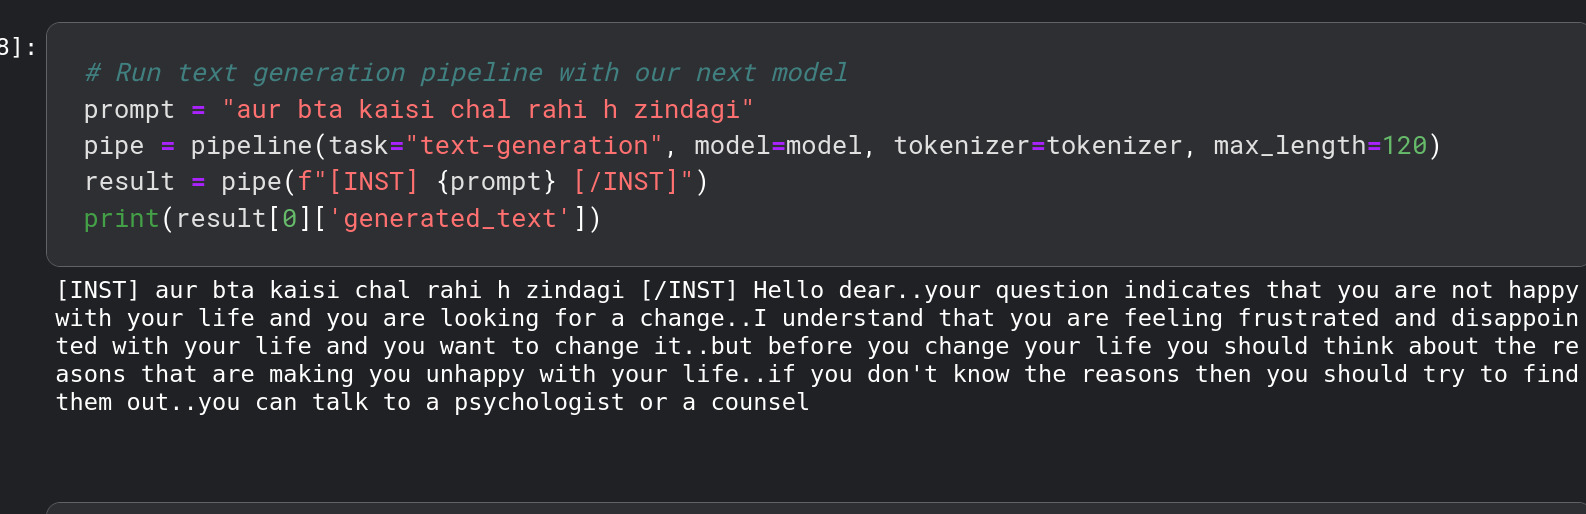 8]:
# Run text generation pipeline with our next model
prompt = "aur bta kaisi chal rahi h zindagi"
pipe = pipeline(task="text-generation", model=model, tokenizer=tokenizer, max_length=120)
result = pipe(f"[INST] {prompt} [/INST]")
print(result[0]['generated_text'])
[INST] aur bta kaisi chal rahi h zindagi [/INST] Hello dear..your question indicates that you are not happy
with your life and you are looking for a change..I understand that you are feeling frustrated and disappoin
ted with your life and you want to change it..but before you change your life you should think about the re
asons that are making you unhappy with your life..if you don't know the reasons then you should try to find
them out..you can talk to a psychologist or a counsel